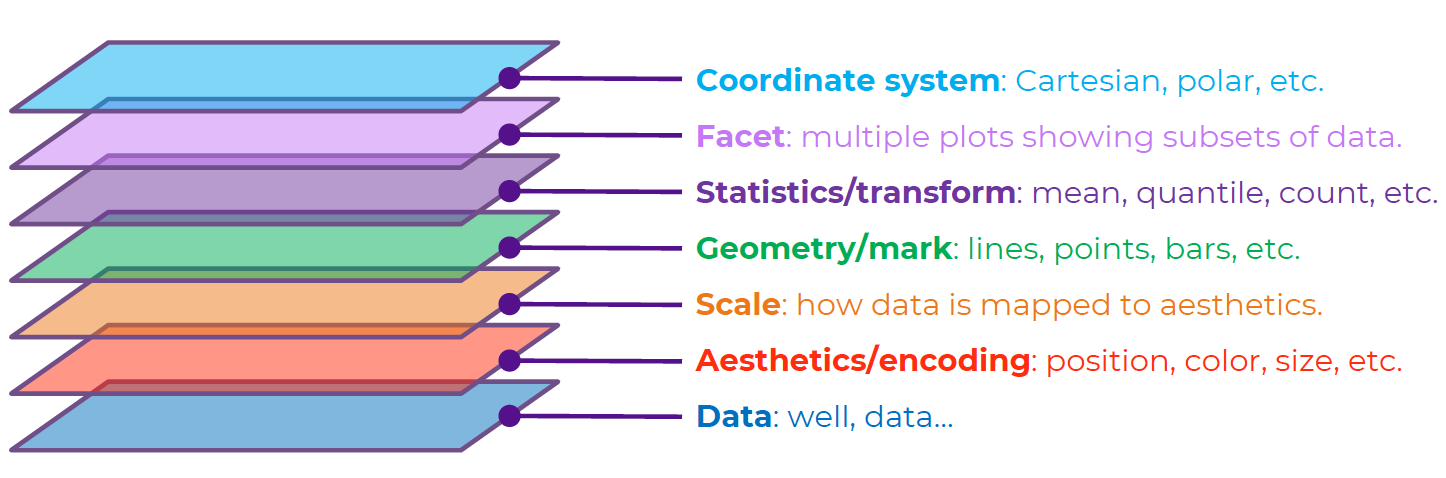 Coordinate system: Cartesian, polar, etc.
Facet: multiple plots showing subsets of data.
Statistics/transform: mean, quantile, count, etc.
Geometry/mark: lines, points, bars, etc.
Scale: how data is mapped to aesthetics.
Aesthetics/encoding: position, color, size, etc.
Data: well, data...